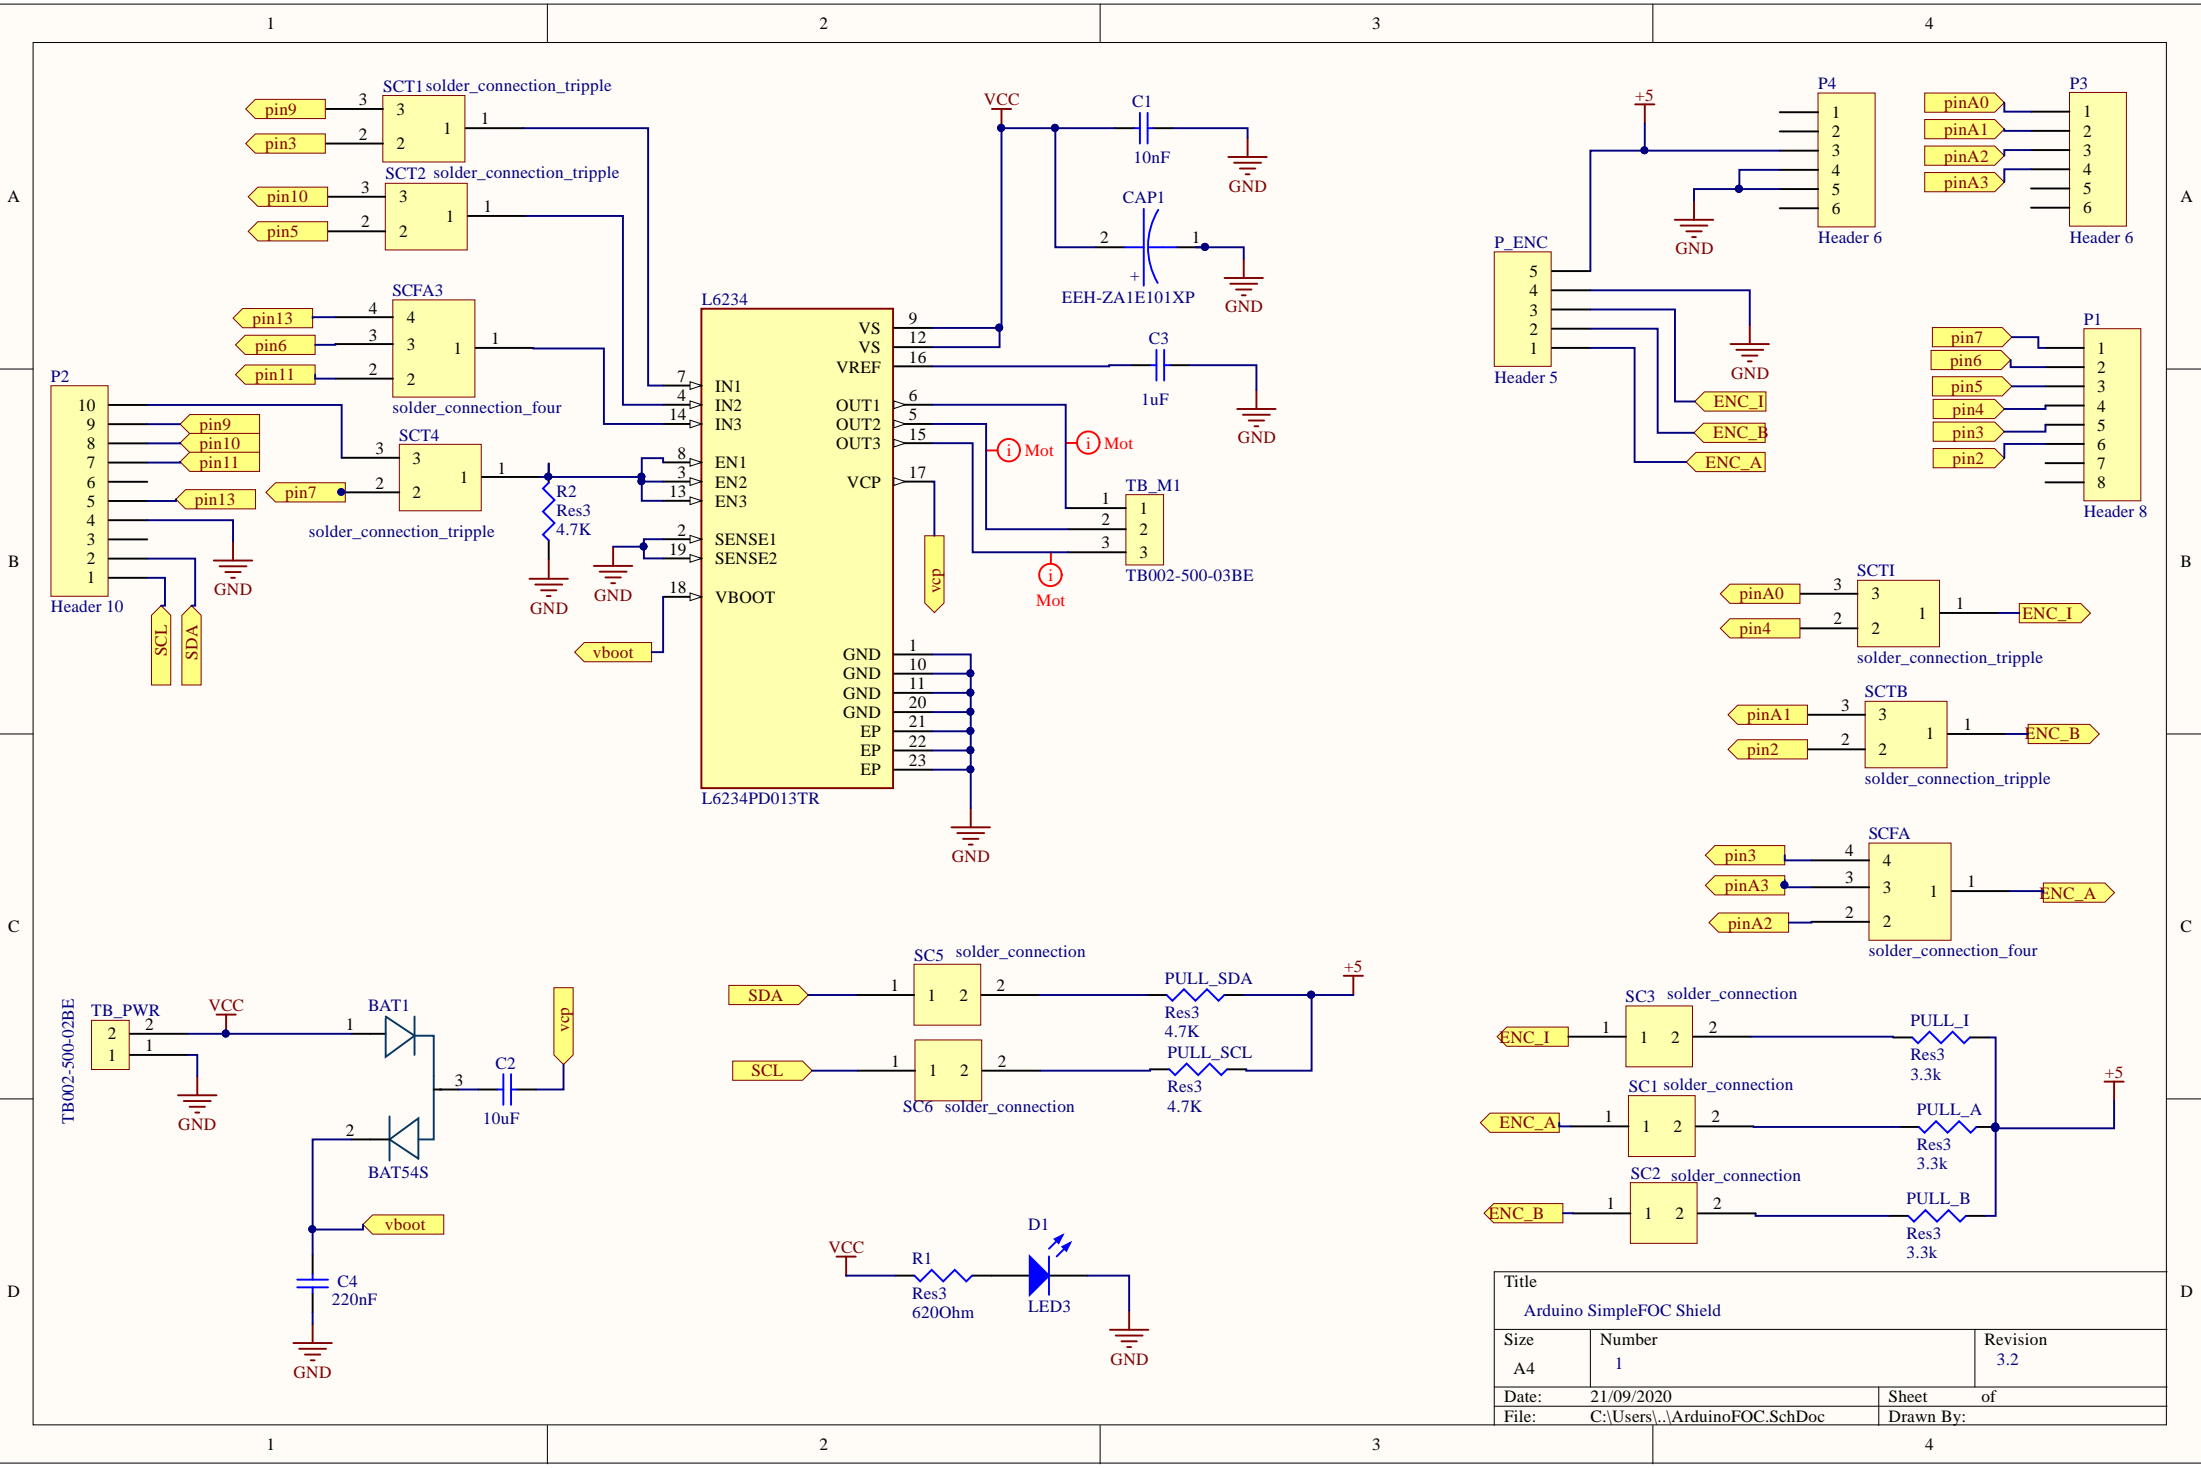 1 2 3 4
A
B
C
D
A
B
C
D
1 2 3 4
SCT1 solder_connection_tripple
pin9 3 3
1 1
pin3 2 2
SCT2 solder_connection_tripple
pin10 3 3
1 1
pin5 2 2
SCFA3
pin13 4 4
pin6 3 3
1 1
pin11 2 2
solder_connection_four
P2
10
9 pin9
8 pin10
7 pin11
6
5 pin13
4
3
2
1
Header 10
GND
SCL
SDA
SCT4
3 3
1 1
pin7 2 2
solder_connection_tripple
R2
Res3
4.7K
GND
GND
vboot
L6234
7 IN1
4 IN2
14 IN3
8 EN1
3 EN2
13 EN3
2 SENSE1
19 SENSE2
18 VBOOT
VS 9
VS 12
VREF 16
OUT1 6
OUT2 5
OUT3 15
VCP 17
GND 1
GND 10
GND 11
GND 20
EP 21
EP 22
EP 23
L6234PD013TR
GND
vcp
VCC
C1
10nF
GND
CAP1
2 1
+
EEH-ZA1E101XP
GND
C3
1uF
GND
i Mot
i Mot
i
Mot
TB_M1
1 1
2 2
3 3
TB002-500-03BE
+5
P4
1
2
3
4
5
6
Header 6
GND
P3
pinA0 1
pinA1 2
pinA2 3
pinA3 4
5
6
Header 6
P_ENC
5
4
3
2
1
Header 5
GND
ENC_I
ENC_B
ENC_A
P1
pin7 1
pin6 2
pin5 3
pin4 4
pin3 5
pin2 6
7
8
Header 8
SCTI
pinA0 3 3
1 1 ENC_I
pin4 2 2
solder_connection_tripple
SCTB
pinA1 3 3
1 1 ENC_B
pin2 2 2
solder_connection_tripple
SCFA
pin3 4 4
pinA3 3 3
1 1 ENC_A
pinA2 2 2
solder_connection_four
TB002-500-02BE
TB_PWR
2 2
1 1
VCC
GND
BAT1
1
2
3
BAT54S
C2
10uF
vcp
vboot
C4
220nF
GND
SC5 solder_connection
SDA 1 1 2 2
PULL_SDA
Res3
4.7K
+5
SCL 1 1 2 2
SC6 solder_connection
PULL_SCL
Res3
4.7K
VCC
R1
Res3
620Ohm
D1
LED3
GND
SC3 solder_connection
ENC_I 1 1 2 2
PULL_I
Res3
3.3k
SC1 solder_connection
ENC_A 1 1 2 2
PULL_A
Res3
3.3k
+5
SC2 solder_connection
ENC_B 1 1 2 2
PULL_B
Res3
3.3k
Title
Arduino SimpleFOC Shield
Size Number Revision
A4 1 3.2
Date: 21/09/2020 Sheet of
File: C:\Users\..\ArduinoFOC.SchDoc Drawn By: